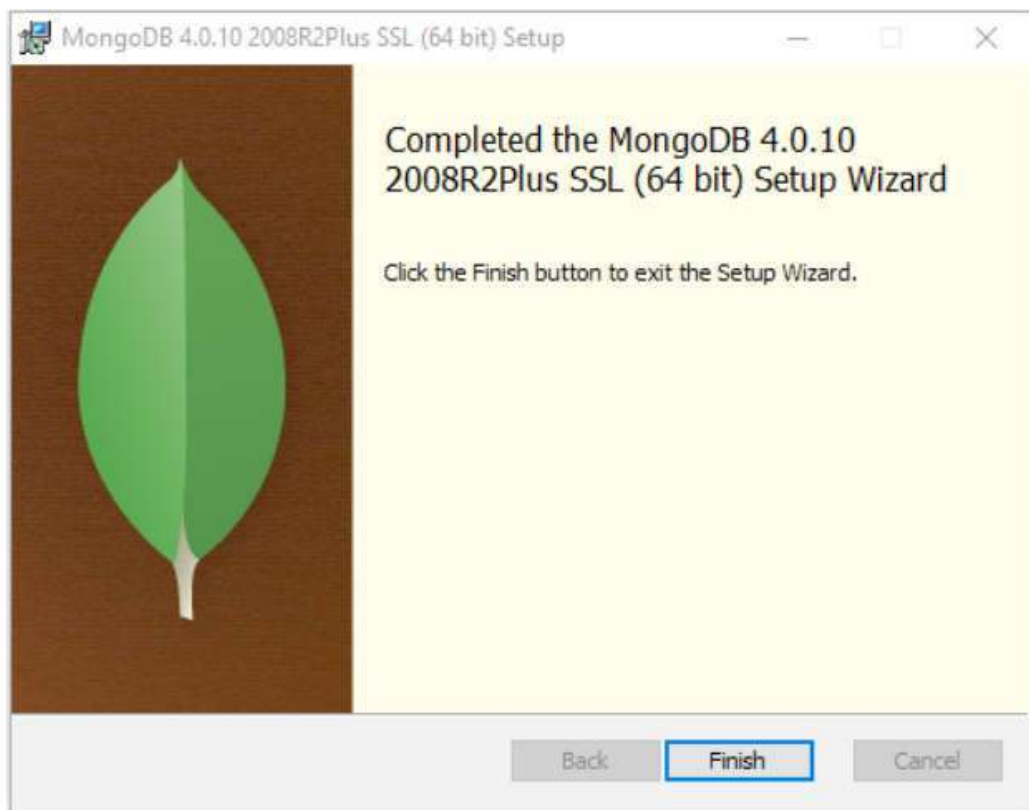 MongoDB 4.0.10 2008R2Plus SSL (64 bit) Setup
Completed the MongoDB 4.0.10
2008R2Plus SSL (64 bit) Setup Wizard
Click the Finish button to exit the Setup Wizard.
Back Finish Cancel